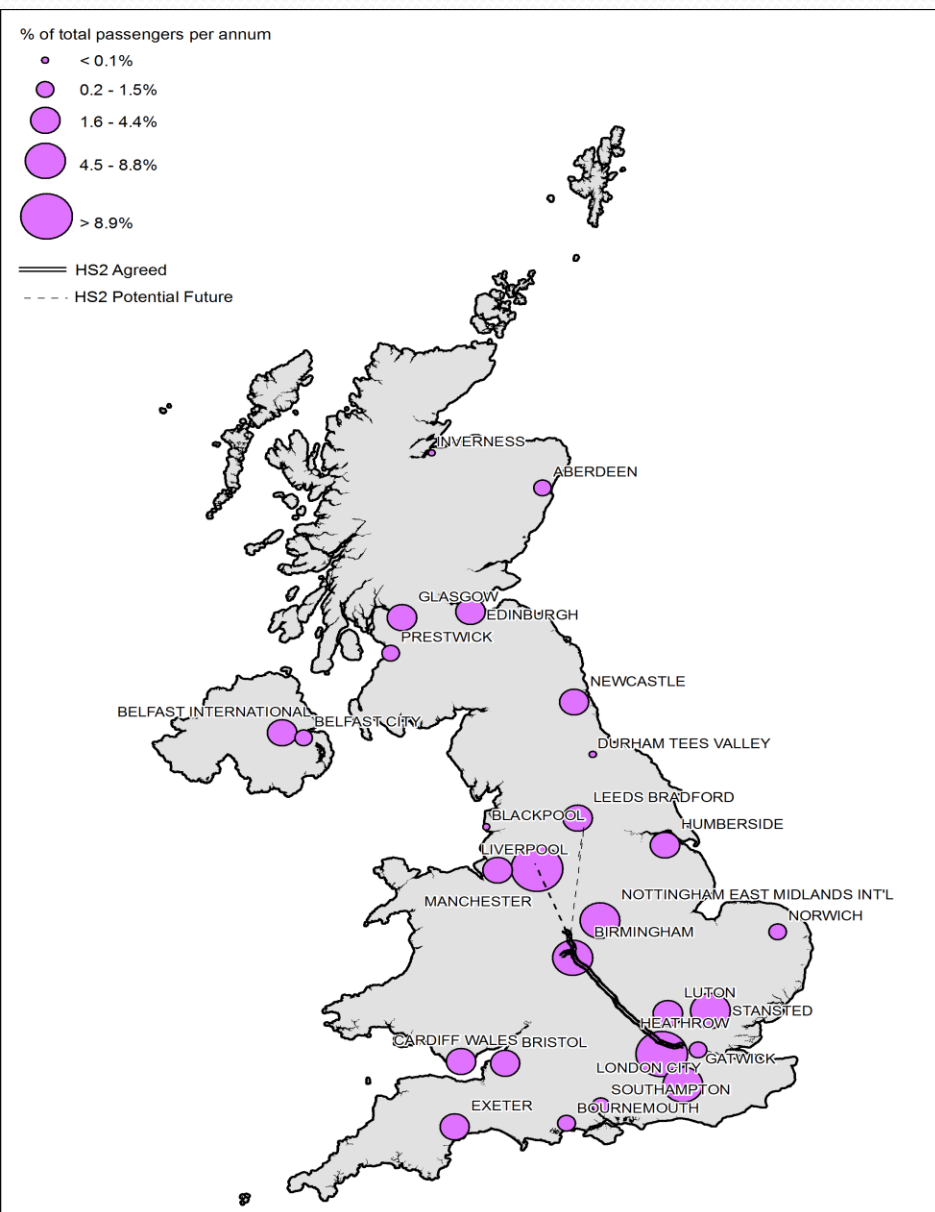 % of total passengers per annum
< 0.1%
0.2 - 1.5%
1.6 - 4.4%
4.5 - 8.8%
> 8.9%
HS2 Agreed
HS2 Potential Future
INVERNESS
ABERDEEN
GLASGOW
EDINBURGH
PRESTWICK
NEWCASTLE
BELFAST INTERNATIONAL
BELFAST CITY
DURHAM TEES VALLEY
LEEDS BRADFORD
BLACKPOOL
HUMBERSIDE
LIVERPOOL
MANCHESTER
NOTTINGHAM EAST MIDLANDS INT'L
NORWICH
BIRMINGHAM
LUTON
STANSTED
HEATHROW
CARDIFF WALES
BRISTOL
GATWICK
LONDON CITY
SOUTHAMPTON
EXETER
BOURNEMOUTH